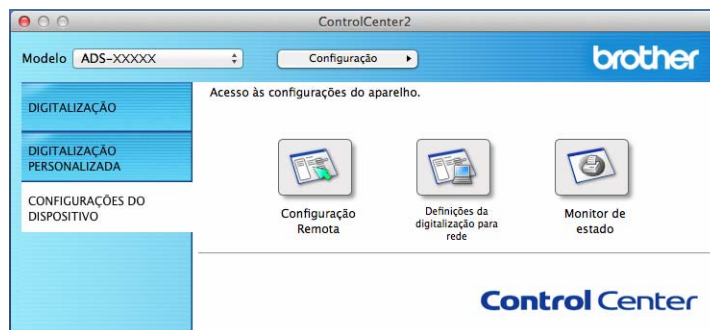 ControlCenter2
Modelo ADS-XXXXX Configuração brother
DIGITALIZAÇÃO
DIGITALIZAÇÃO
PERSONALIZADA
CONFIGURAÇÕES DO
DISPOSITIVO
Acesso às configurações do aparelho.
Configuração
Remota
Definições da
digitalização para
rede
Monitor de
estado
Control Center